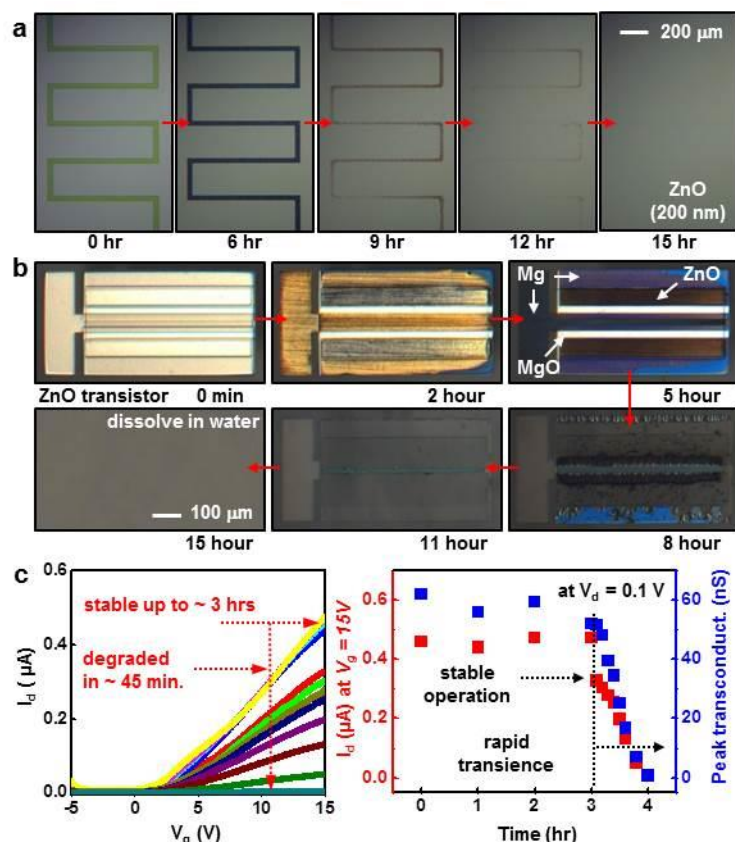 a
200 μm
ZnO
(200 nm)
0 hr
6 hr
9 hr
12 hr
15 hr
b
Mg
ZnO
MgO
ZnO transistor
0 min
2 hour
5 hour
dissolve in water
100 μm
15 hour
11 hour
8 hour
c
0.6
0.4
0.2
0.0
I_d (μA)
stable up to ~ 3 hrs
degraded
in ~ 45 min.
-5
0
5
10
15
V_g (V)
I_d (μA) at V_g = 15V
0.6
0.4
0.2
0.0
at V_d = 0.1 V
stable
operation
rapid
transience
0
1
2
3
4
Time (hr)
60
40
20
0
Peak transconduct. (nS)